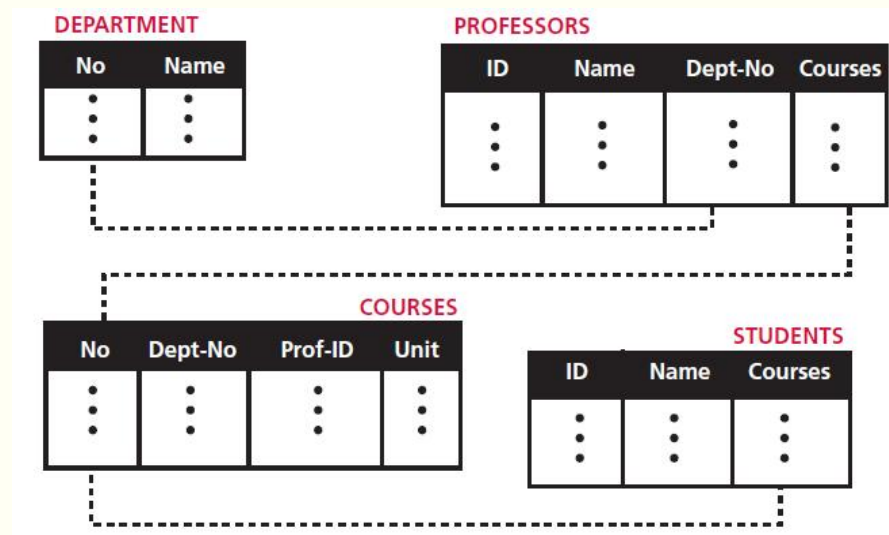 DEPARTMENT
No Name
PROFESSORS
ID Name Dept-No Courses
COURSES
No Dept-No Prof-ID Unit
STUDENTS
ID Name Courses